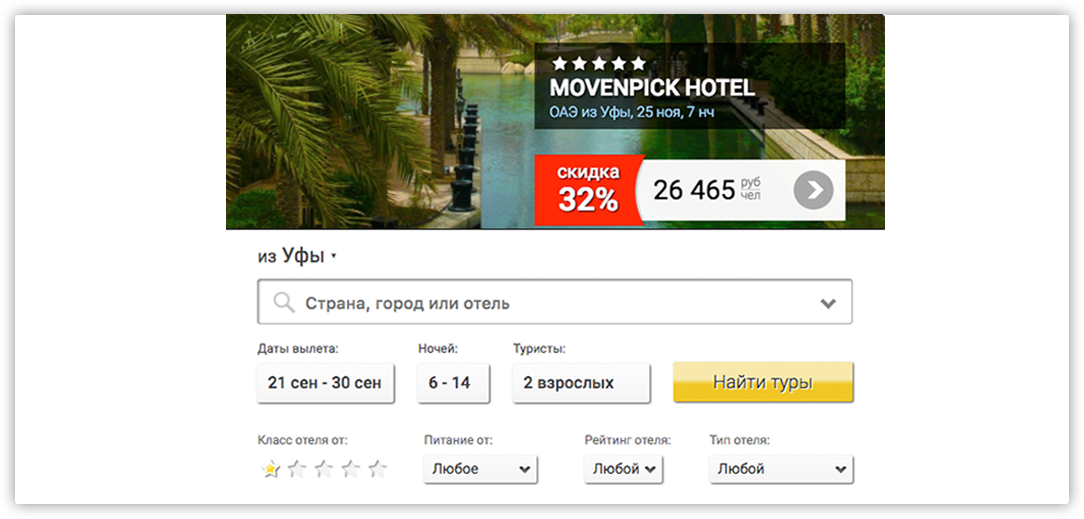 MOVENPICK HOTEL
ОАЭ из Уфы, 25 ноя, 7 нч
скидка
32%
26 465 руб
чел
из Уфы
Страна, город или отель
Даты вылета: Ночей: Туристы:
21 сен - 30 сен 6 - 14 2 взрослых Найти туры
Класс отеля от: Питание от: Рейтинг отеля: Тип отеля:
Любое Любой Любой